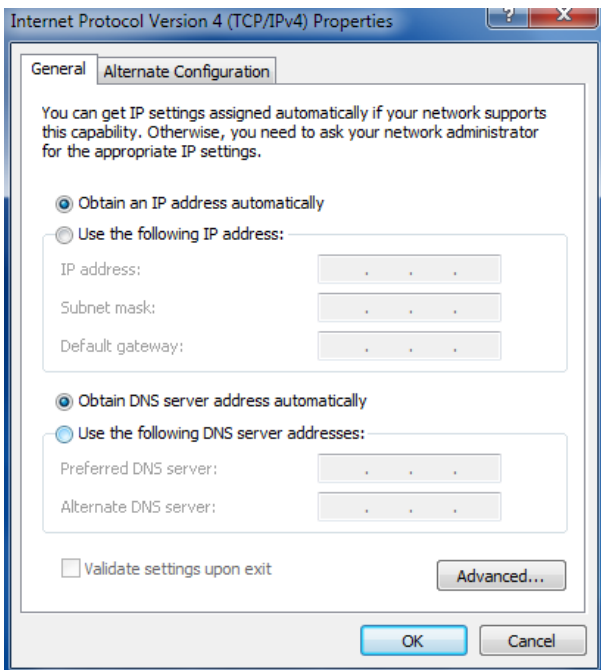 Internet Protocol Version 4 (TCP/IPv4) Properties
? X
General Alternate Configuration
You can get IP settings assigned automatically if your network supports
this capability. Otherwise, you need to ask your network administrator
for the appropriate IP settings.
Obtain an IP address automatically
Use the following IP address:
IP address: . . .
Subnet mask: . . .
Default gateway: . . .
Obtain DNS server address automatically
Use the following DNS server addresses:
Preferred DNS server: . . .
Alternate DNS server: . . .
Validate settings upon exit
Advanced...
OK Cancel